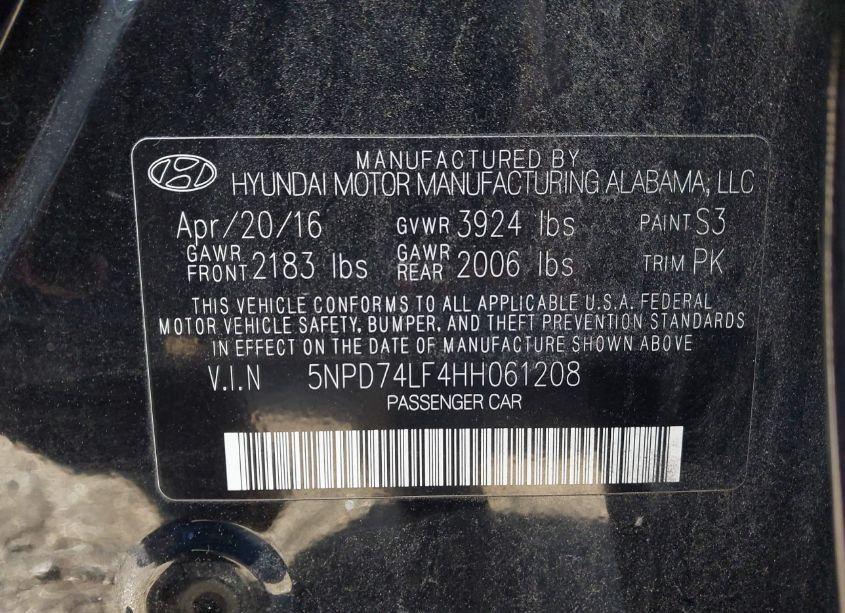 MANUFACTURED BY
HYUNDAI MOTOR MANUFACTURING ALABAMA, LLC
Apr/20/16 GVWR 3924 lbs PAINT S3
GAWR FRONT 2183 lbs GAWR REAR 2006 lbs TRIM PK
THIS VEHICLE CONFORMS TO ALL APPLICABLE U.S.A. FEDERAL
MOTOR VEHICLE SAFETY, BUMPER, AND THEFT PREVENTION STANDARDS
IN EFFECT ON THE DATE OF MANUFACTURE SHOWN ABOVE
V.I.N 5NPD74LF4HH061208
PASSENGER CAR